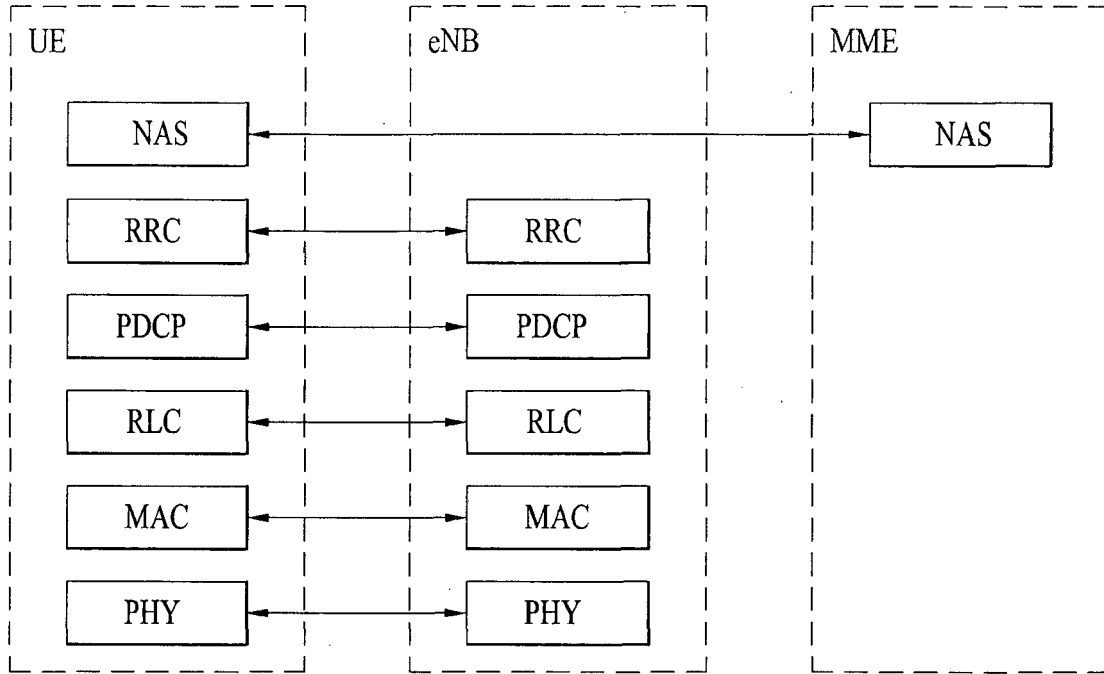 UE eNB MME
NAS NAS
RRC RRC
PDCP PDCP
RLC RLC
MAC MAC
PHY PHY